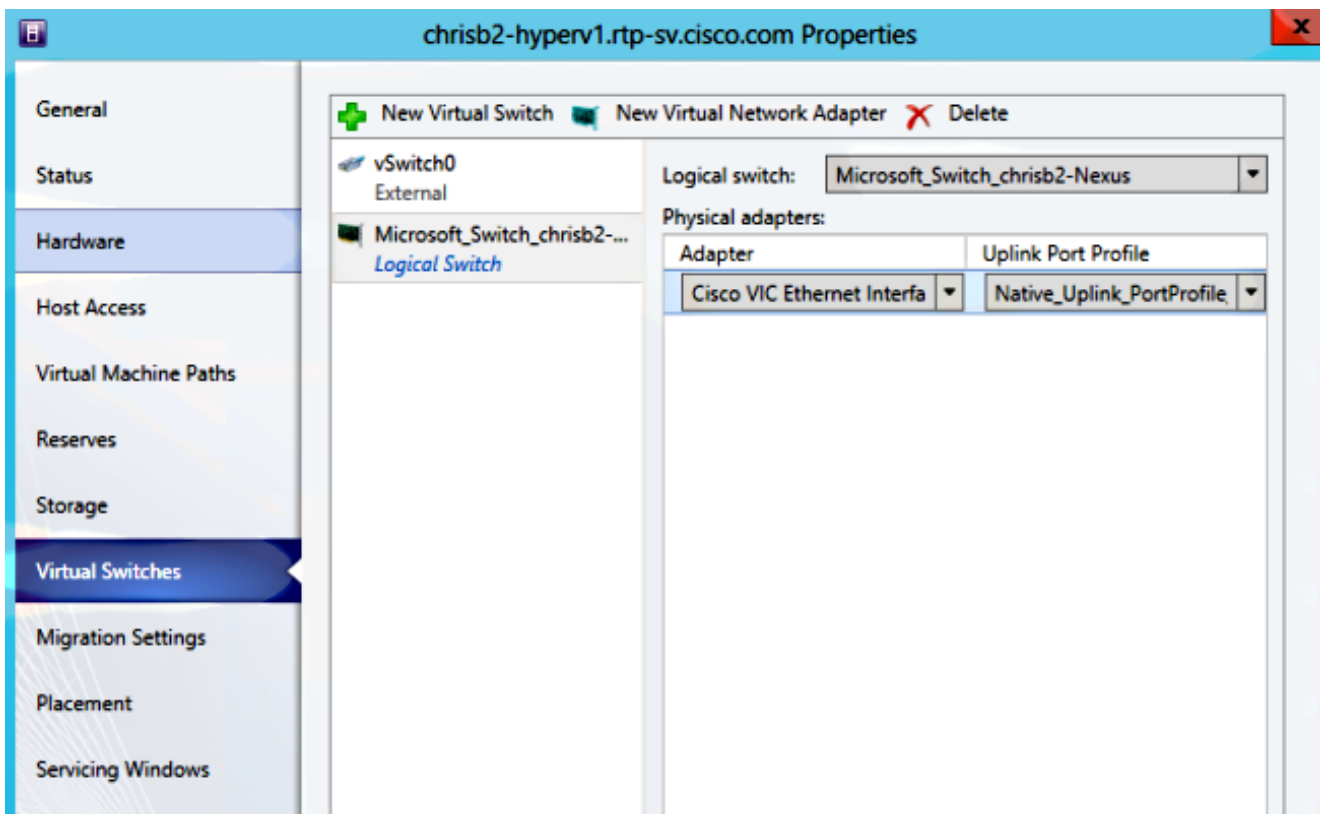 chrisb2-hyperv1.rtp-sv.cisco.com Properties
x
General
Status
Hardware
Host Access
Virtual Machine Paths
Reserves
Storage
Virtual Switches
Migration Settings
Placement
Servicing Windows
New Virtual Switch New Virtual Network Adapter Delete
vSwitch0
External
Microsoft_Switch_chrisb2-...
Logical Switch
Logical switch: Microsoft_Switch_chrisb2-Nexus
Physical adapters:
Adapter Uplink Port Profile
Cisco VIC Ethernet Interfa Native_Uplink_PortProfile